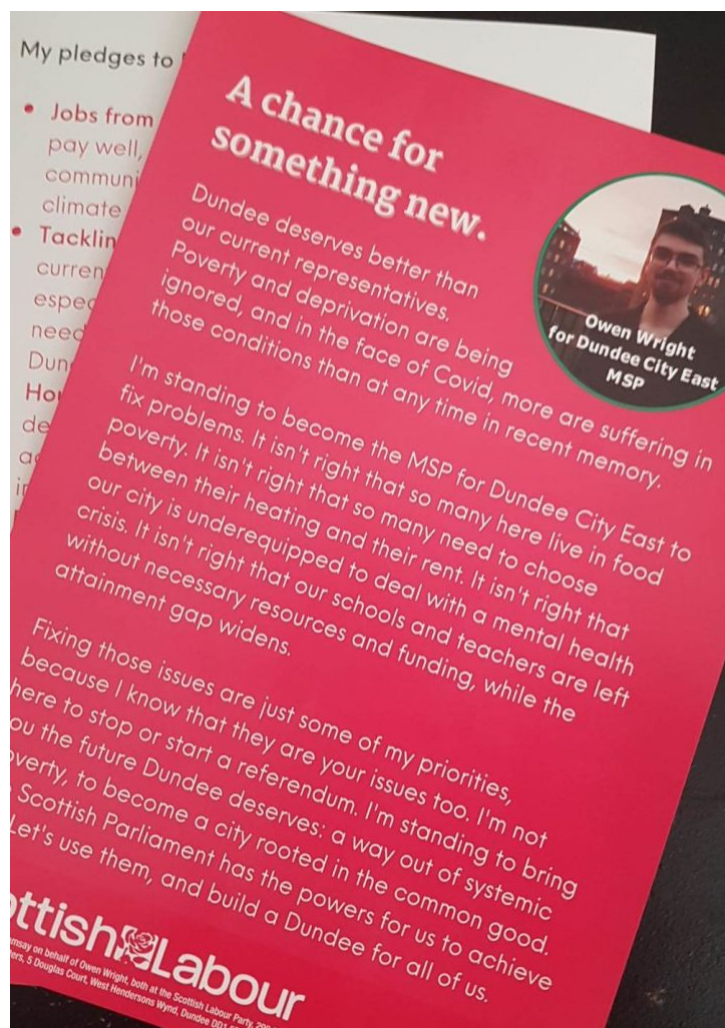 My pledges to
Jobs from
pay well,
communi
climate
Tacklin
curren
espec
need
Dun
Hou
de
A chance for
something new.
Dundee deserves better than
our current representatives.
Poverty and deprivation are being
ignored, and in the face of Covid, more are suffering in
those conditions than at any time in recent memory.
Owen Wright
for Dundee City East
MSP
I'm standing to become the MSP for Dundee City East to
fix problems. It isn't right that so many here live in food
poverty. It isn't right that so many need to choose
between their heating and their rent. It isn't right that
our city is underequipped to deal with a mental health
crisis. It isn't right that our schools and teachers are left
without necessary resources and funding, while the
attainment gap widens.
Fixing those issues are just some of my priorities,
because I know that they are your issues too. I'm not
here to stop or start a referendum. I'm standing to bring
ou the future Dundee deserves: a way out of systemic
overty, to become a city rooted in the common good.
Scottish Parliament has the powers for us to achieve
Let's use them, and build a Dundee for all of us.
ttish Labour
msay on behalf of Owen Wright, both at the Scottish Labour Party, 290
ters, 5 Douglas Court, West Hendersons Wynd, Dundee DD1